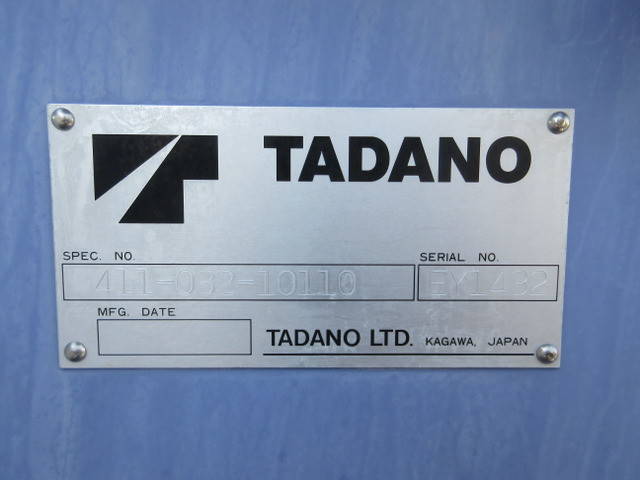 TADANO
SPEC. NO. SERIAL NO.
411-032-10110 EY1432
MFG. DATE
TADANO LTD. KAGAWA, JAPAN